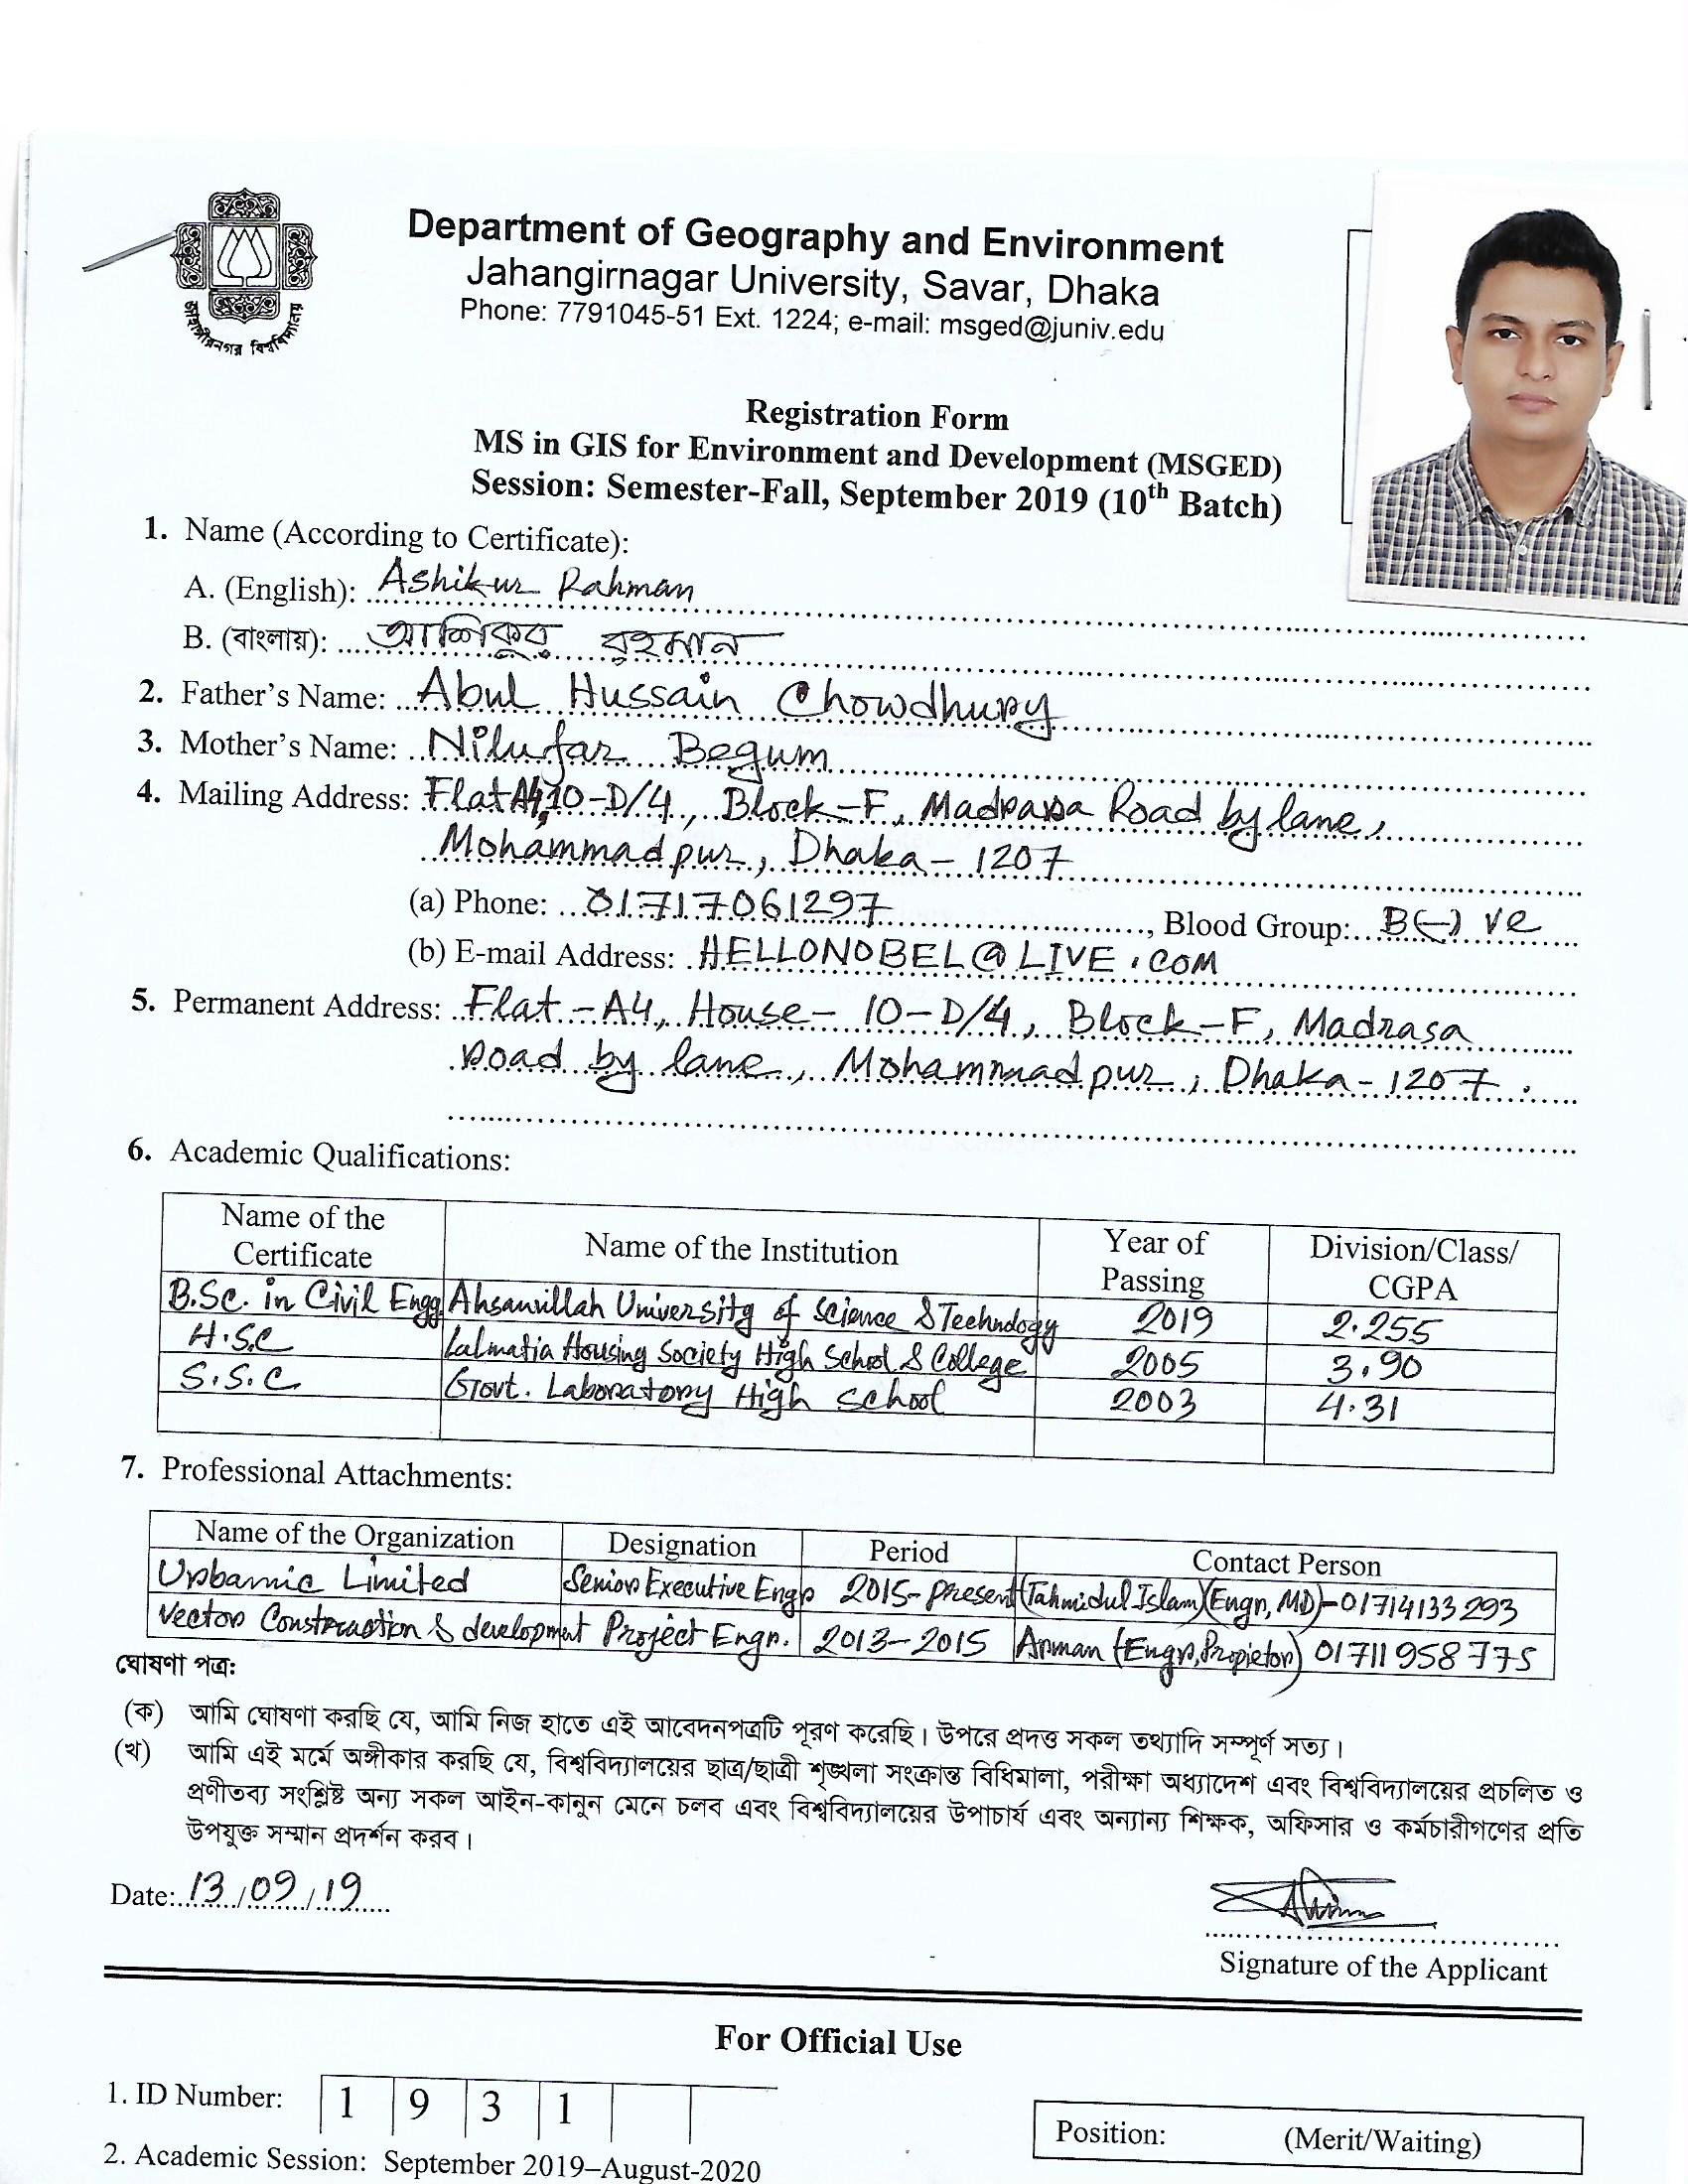 জাহাঙ্গীরনগর বিশ্ববিদ্যালয়
Department of Geography and Environment
Jahangirnagar University, Savar, Dhaka
Phone: 7791045-51 Ext. 1224; e-mail: msged@juniv.edu
Registration Form
MS in GIS for Environment and Development (MSGED)
Session: Semester-Fall, September 2019 (10th Batch)
1. Name (According to Certificate):
A. (English): Ashikur Rahman
B. (বাংলায়): আশিকুর রহমান
2. Father's Name: Abul Hussain Chowdhury
3. Mother's Name: Nilufar Begum
4. Mailing Address: Flat A4, 10-D/4, Block-F, Madrasa Road by lane,
Mohammadpur, Dhaka-1207
(a) Phone: 01717061297, Blood Group: B(-) ve
(b) E-mail Address: HELLONOBEL@LIVE.COM
5. Permanent Address: Flat-A4, House-10-D/4, Block-F, Madrasa
road by lane, Mohammadpur, Dhaka-1207.
6. Academic Qualifications:
Name of the Certificate Name of the Institution Year of Passing Division/Class/ CGPA
B.Sc. in Civil Engg Ahsanullah University of Science & Technology 2019 2.255
H.S.C Lalmatia Housing Society High School & College 2005 3.90
S.S.C Govt. Laboratory High School 2003 4.31
7. Professional Attachments:
Name of the Organization Designation Period Contact Person
Urbamic Limited Senior Executive Engr 2015-present (Tahmidul Islam)(Engr, MD)-01714133293
Vector Construction & development Project Engr. 2013-2015 Arman (Engr, Propietor) 01711958775
ঘোষণা পত্র:
(ক) আমি ঘোষণা করছি যে, আমি নিজ হাতে এই আবেদনপত্রটি পূরণ করেছি। উপরে প্রদত্ত সকল তথ্যাদি সম্পূর্ণ সত্য।
(খ) আমি এই মর্মে অঙ্গীকার করছি যে, বিশ্ববিদ্যালয়ের ছাত্র/ছাত্রী শৃঙ্খলা সংক্রান্ত বিধিমালা, পরীক্ষা অধ্যাদেশ এবং বিশ্ববিদ্যালয়ের প্রচলিত ও
প্রণীতব্য সংশ্লিষ্ট অন্য সকল আইন-কানুন মেনে চলব এবং বিশ্ববিদ্যালয়ের উপাচার্য এবং অন্যান্য শিক্ষক, অফিসার ও কর্মচারীগণের প্রতি
উপযুক্ত সম্মান প্রদর্শন করব।
Date: 13/09/19
Signature of the Applicant
For Official Use
1. ID Number: 1 9 3 1
Position: (Merit/Waiting)
2. Academic Session: September 2019–August-2020